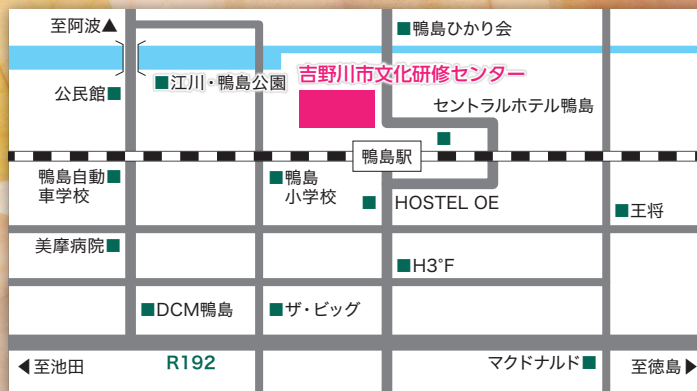 至阿波▲
■鴨島ひかり会
■江川・鴨島公園
吉野川市文化研修センター
公民館■
セントラルホテル鴨島
■
鴨島駅
鴨島自動■
車学校
■鴨島
小学校
■ HOSTEL OE
■王将
美摩病院■
■H3°F
■DCM鴨島
■ザ・ビッグ
◀至池田
R192
マクドナルド■
至徳島▶